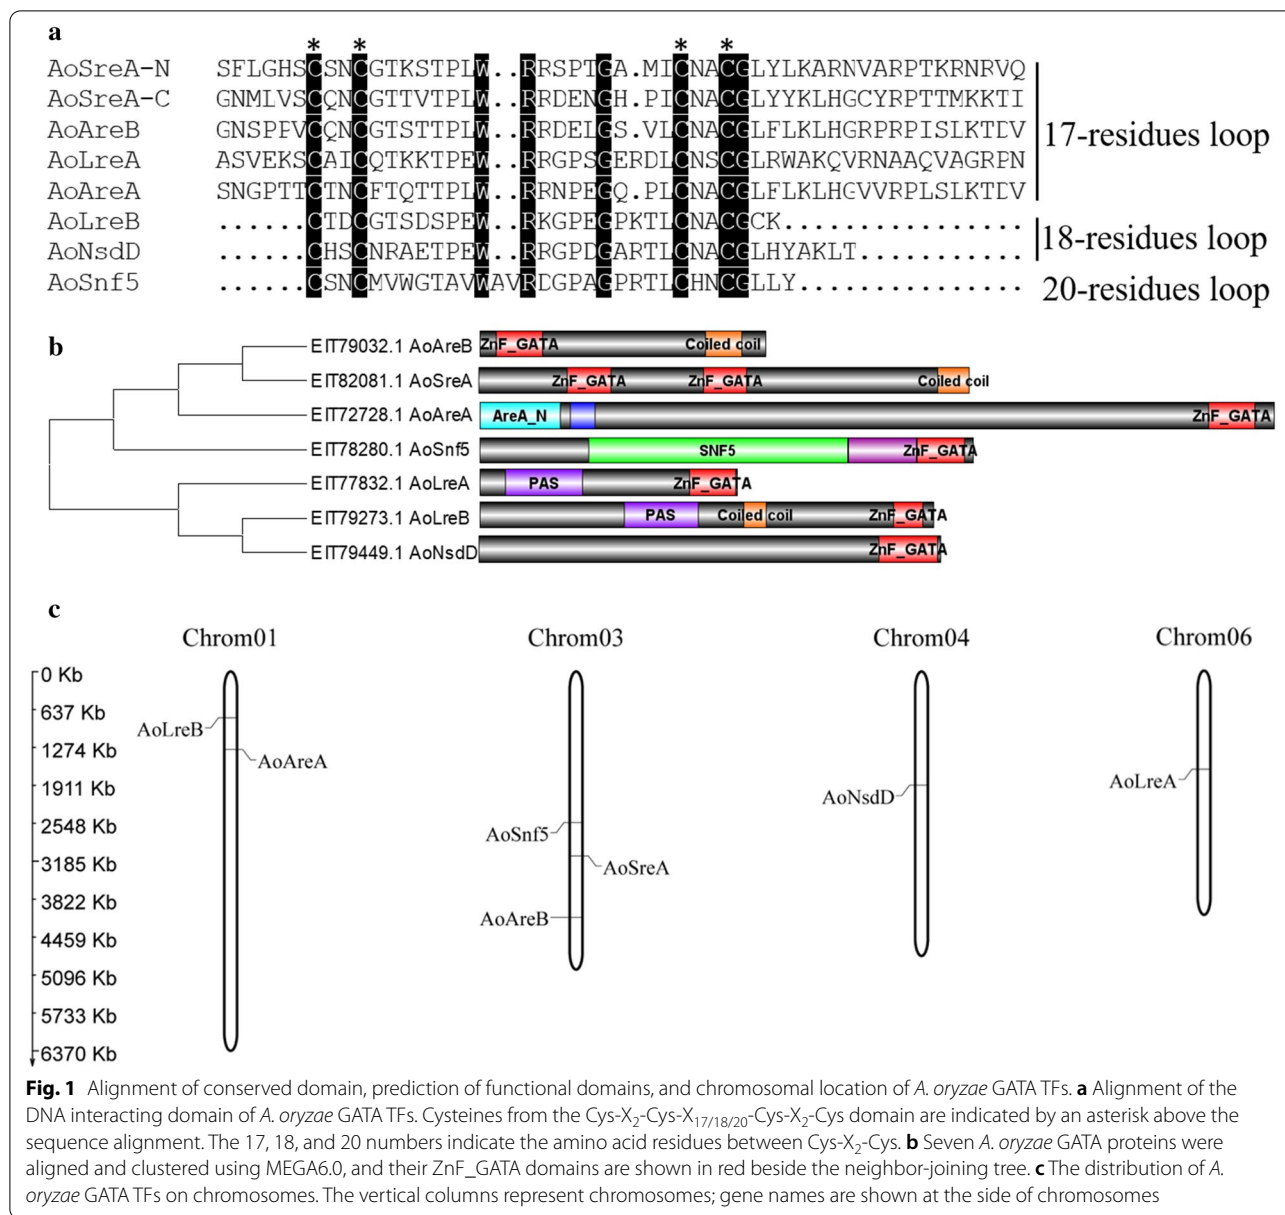 a
* * * *
AoSreA-N SFLGHSCSNCGTKSTPLW..RRSPTGA.MICNACGLYLKARNVARPTKRNRVQ
AoSreA-C GNMLVSCQNCGTTVTPLW..RRDENGH.PICNACGLYYKLHGCYRPTTMKKTI
AoAreB GNSPPVCQNCGTSTTPLW..RRDELGS.VLCNACGLFLKLHGRPRPISLKTDV
AoLreA ASVEKSCAICQTKKTPEW..RRGPSGERDLCNSCGLRWAKQVRNAAQVAGRPN
AoAreA SNGPTTCTNCFTQTTPLW..RRNPEGQ.PLCNACGLFLKLHGVVRPLSLKTDV
17-residues loop
AoLreB ......CTDCGTSDSPEW..RKGPEGPKTLCNACGCK................
AoNsdD ......CHSCNRAETPEW..RRGPDGARTLCNACGLHYAKLT...........
18-residues loop
AoSnf5 ......CSNCMVWGTAVWAVRDGPAGPRTLCHNCGLLY...............
20-residues loop
b
EIT79032.1 AoAreB ZnF_GATA Coiled coil
EIT82081.1 AoSreA ZnF_GATA ZnF_GATA Coiled coil
EIT72728.1 AoAreA AreA_N ZnF_GATA
EIT78280.1 AoSnf5 SNF5 ZnF_GATA
EIT77832.1 AoLreA PAS ZnF_GATA
EIT79273.1 AoLreB PAS Coiled coil ZnF_GATA
EIT79449.1 AoNsdD ZnF_GATA
c
Chrom01 Chrom03 Chrom04 Chrom06
0 Kb
637 Kb
1274 Kb
1911 Kb
2548 Kb
3185 Kb
3822 Kb
4459 Kb
5096 Kb
5733 Kb
6370 Kb
AoLreB
AoAreA
AoSnf5
AoSreA
AoAreB
AoNsdD
AoLreA
Fig. 1 Alignment of conserved domain, prediction of functional domains, and chromosomal location of A. oryzae GATA TFs. a Alignment of the
DNA interacting domain of A. oryzae GATA TFs. Cysteines from the Cys-X2-Cys-X17/18/20-Cys-X2-Cys domain are indicated by an asterisk above the
sequence alignment. The 17, 18, and 20 numbers indicate the amino acid residues between Cys-X2-Cys. b Seven A. oryzae GATA proteins were
aligned and clustered using MEGA6.0, and their ZnF_GATA domains are shown in red beside the neighbor-joining tree. c The distribution of A.
oryzae GATA TFs on chromosomes. The vertical columns represent chromosomes; gene names are shown at the side of chromosomes